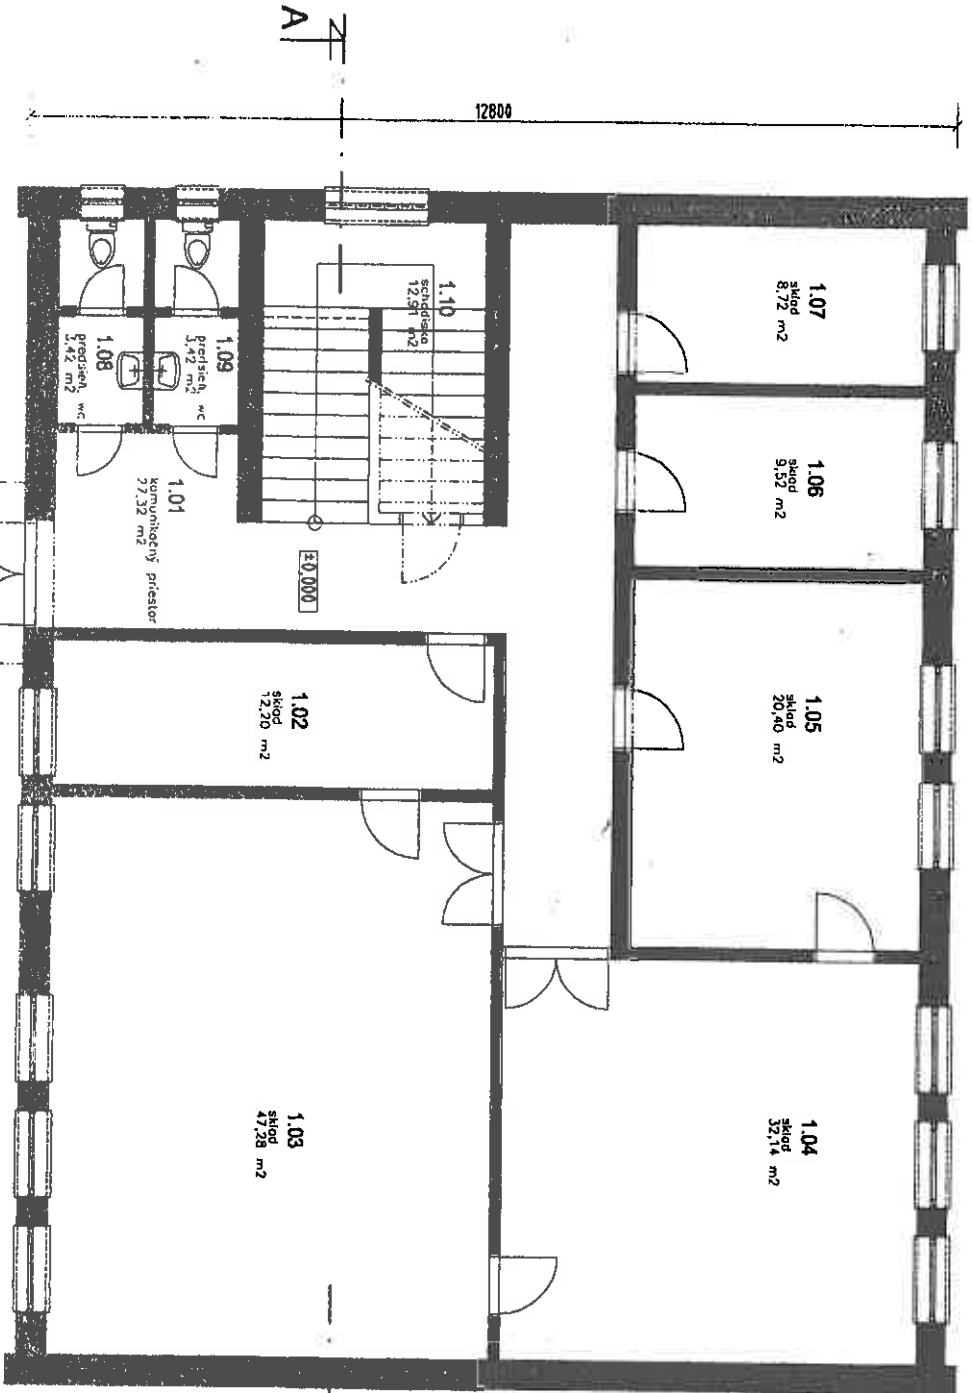 A
12800
1.07
sklad
8,72 m2
1.06
sklad
9,52 m2
1.05
sklad
20,40 m2
1.04
sklad
32,14 m2
1.10
schodisko
12,91 m2
1.09
predsieň, wc
3,42 m2
1.08
predsieň, wc
3,42 m2
1.01
komunikačný priestor
27,32 m2
±0,000
1.02
sklad
12,20 m2
1.03
sklad
47,28 m2